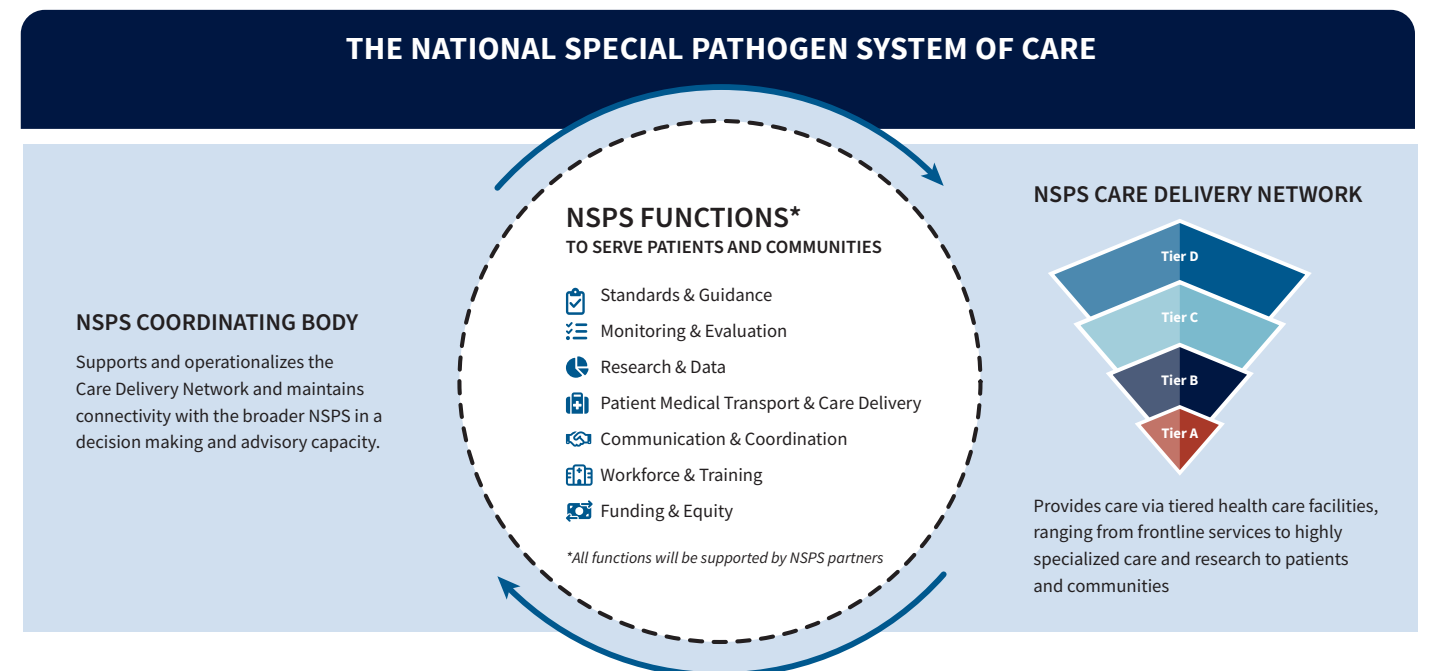 THE NATIONAL SPECIAL PATHOGEN SYSTEM OF CARE
NSPS COORDINATING BODY
Supports and operationalizes the
Care Delivery Network and maintains
connectivity with the broader NSPS in a
decision making and advisory capacity.
NSPS FUNCTIONS*
TO SERVE PATIENTS AND COMMUNITIES
Standards & Guidance
Monitoring & Evaluation
Research & Data
Patient Medical Transport & Care Delivery
Communication & Coordination
Workforce & Training
Funding & Equity
*All functions will be supported by NSPS partners
NSPS CARE DELIVERY NETWORK
Tier D
Tier C
Tier B
Tier A
Provides care via tiered health care facilities,
ranging from frontline services to highly
specialized care and research to patients
and communities